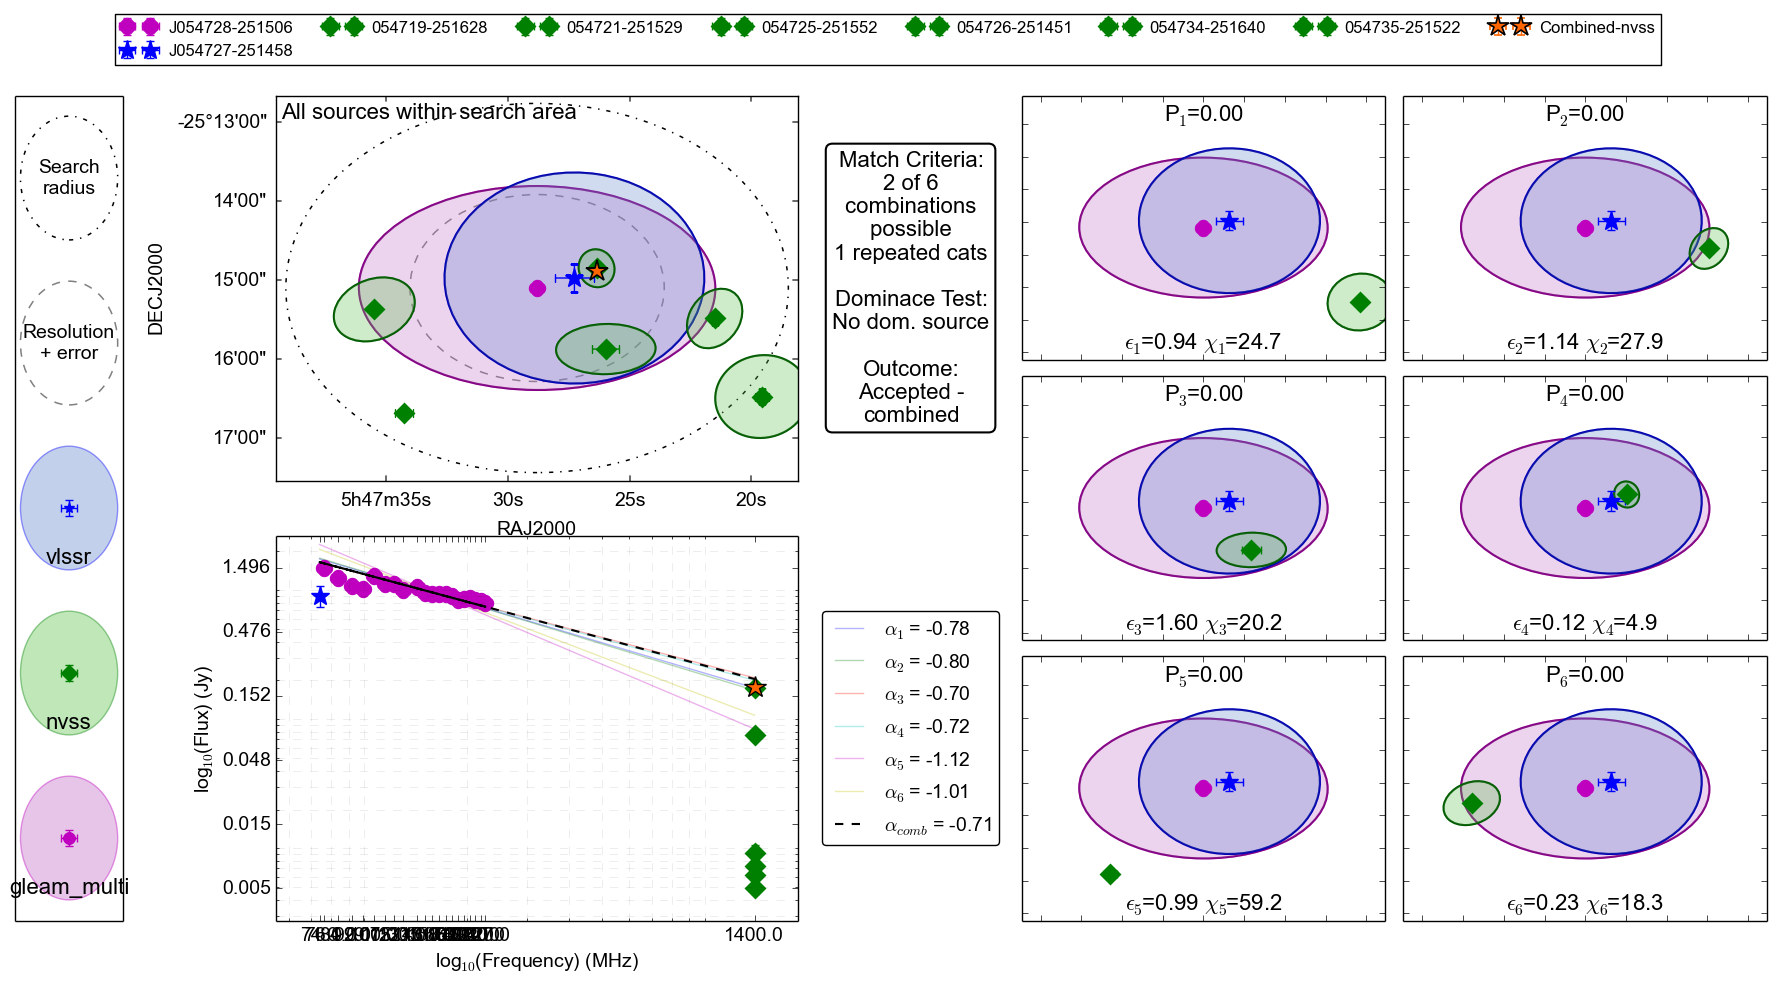 J054728-251506 054719-251628 054721-251529 054725-251552 054726-251451 054734-251640 054735-251522 Combined-nvss
J054727-251458
Search
radius
Resolution
+ error
vlssr
nvss
gleam_multi
All sources within search area
DECJ2000
-25°13'00"
14'00"
15'00"
16'00"
17'00"
5h47m35s 30s 25s 20s
RAJ2000
Match Criteria:
2 of 6
combinations
possible
1 repeated cats
Dominace Test:
No dom. source
Outcome:
Accepted -
combined
log₁₀(Flux) (Jy)
1.496
0.476
0.152
0.048
0.015
0.005
1400.0
log₁₀(Frequency) (MHz)
α₁ = -0.78
α₂ = -0.80
α₃ = -0.70
α₄ = -0.72
α₅ = -1.12
α₆ = -1.01
α_comb = -0.71
P₁=0.00
ϵ₁=0.94 χ₁=24.7
P₂=0.00
ϵ₂=1.14 χ₂=27.9
P₃=0.00
ϵ₃=1.60 χ₃=20.2
P₄=0.00
ϵ₄=0.12 χ₄=4.9
P₅=0.00
ϵ₅=0.99 χ₅=59.2
P₆=0.00
ϵ₆=0.23 χ₆=18.3